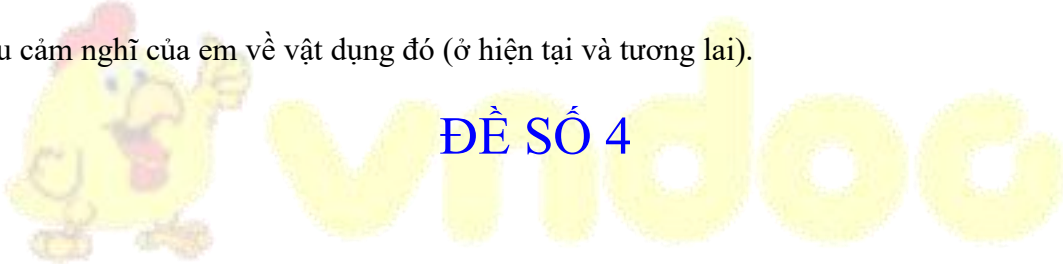 u cảm nghĩ của em về vật dụng đó (ở hiện tại và tương lai).
ĐỀ SỐ 4
vndoc